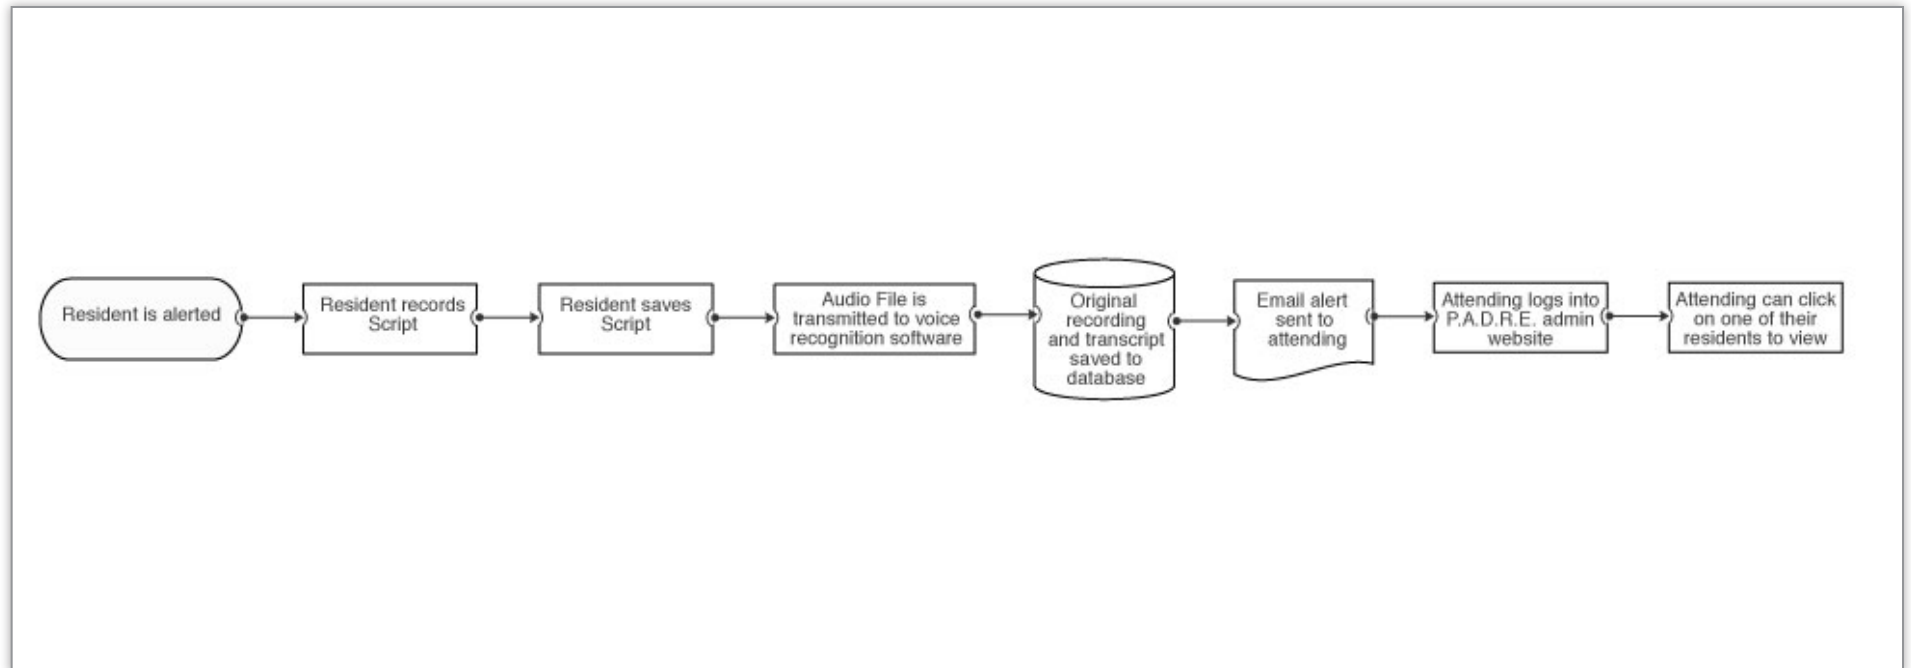 Resident is alerted
Resident records
Script
Resident saves
Script
Audio File is
transmitted to voice
recognition software
Original
recording
and transcript
saved to
database
Email alert
sent to
attending
Attending logs into
P.A.D.R.E. admin
website
Attending can click
on one of their
residents to view